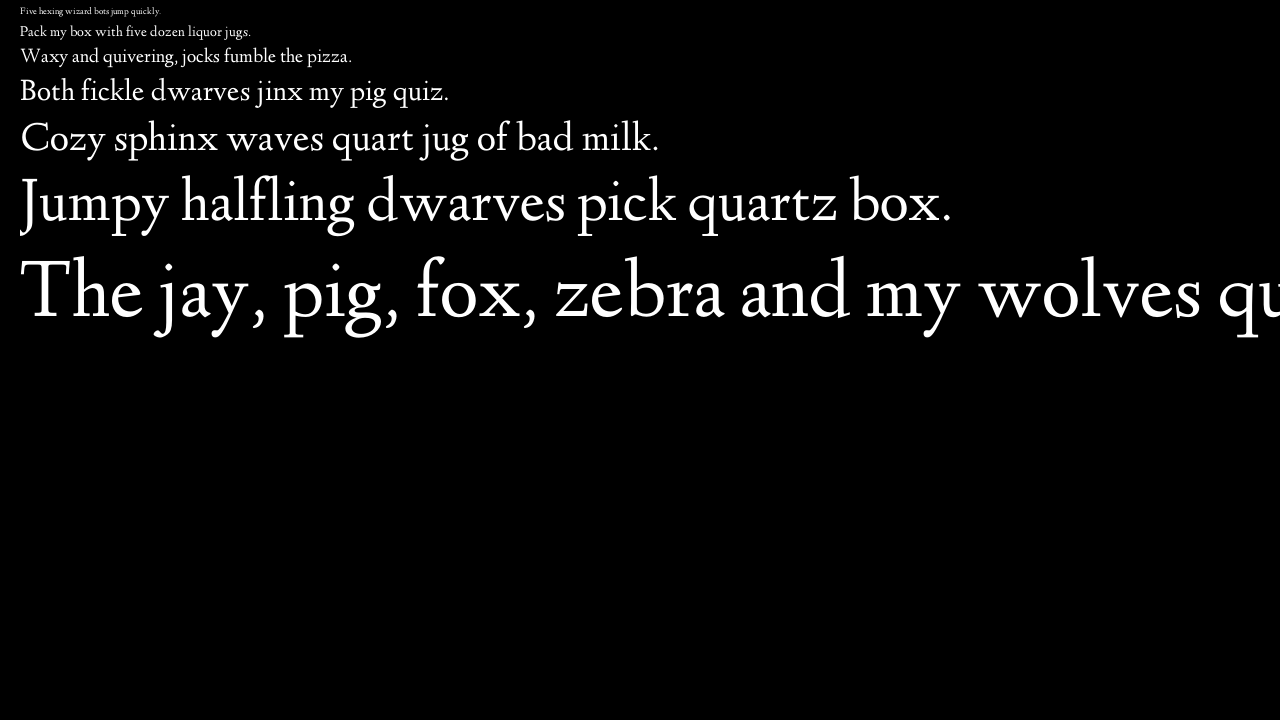 Five hexing wizard bots jump quickly.
Pack my box with five dozen liquor jugs.
Waxy and quivering, jocks fumble the pizza.
Both fickle dwarves jinx my pig quiz.
Cozy sphinx waves quart jug of bad milk.
Jumpy halfling dwarves pick quartz box.
The jay, pig, fox, zebra and my wolves qu